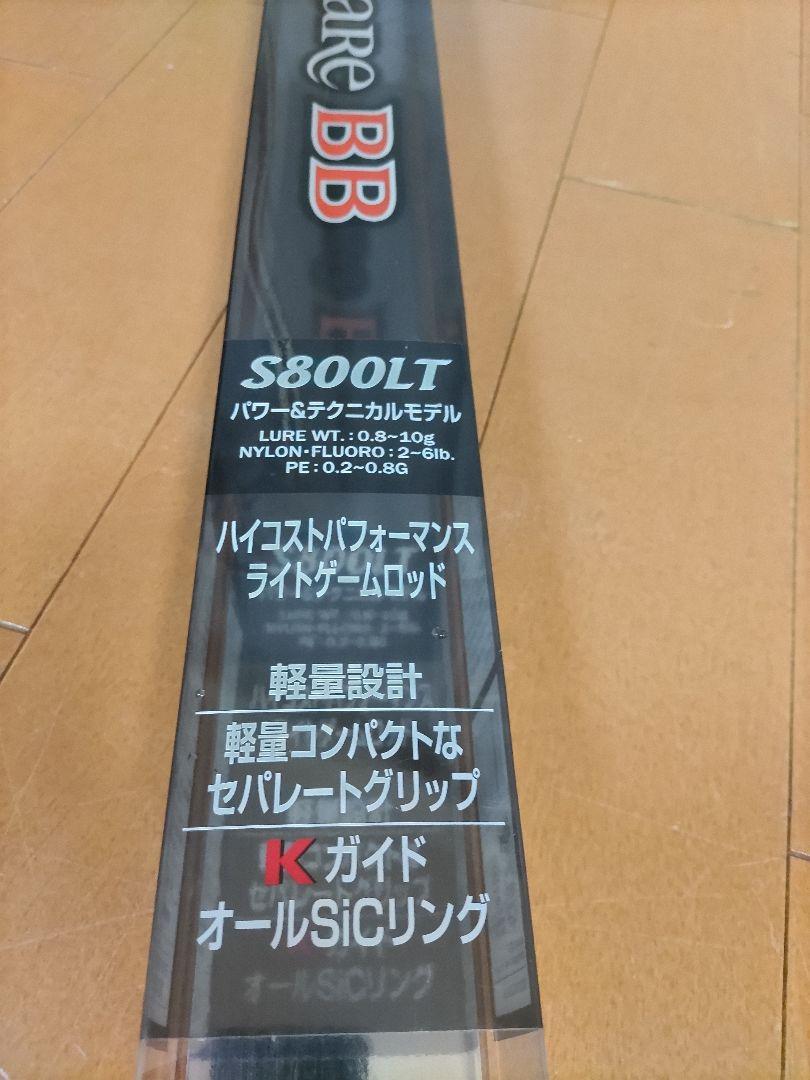 are BB
S800LT
パワー&テクニカルモデル
LURE WT.:0.8~10g
NYLON・FLUORO:2~6lb.
PE:0.2~0.8G
ハイコストパフォーマンス
ライトゲームロッド
軽量設計
軽量コンパクトな
セパレートグリップ
Kガイド
オールSiCリング